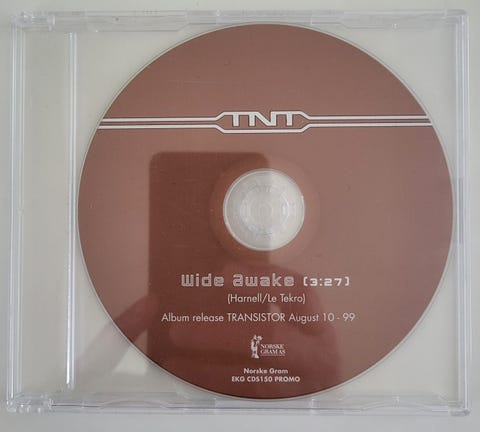 TNT
Wide Awake (3:27)
(Harnell/Le Tekro)
Album release TRANSISTOR August 10 - 99
NORSKE
GRAM AS
Norske Gram
EKG CDS150 PROMO